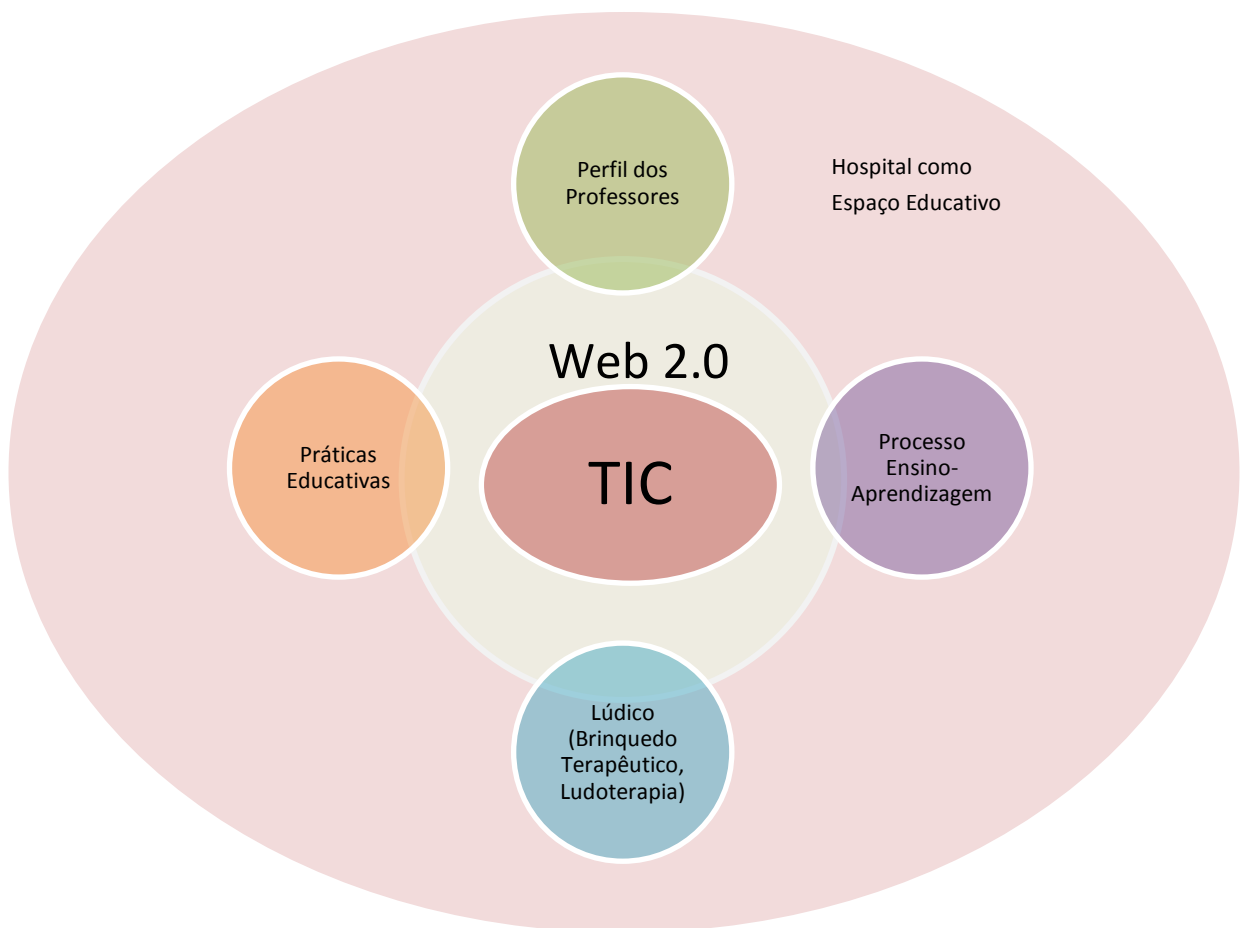 Perfil dos
Professores
Hospital como
Espaço Educativo
Web 2.0
TIC
Práticas
Educativas
Processo
Ensino-
Aprendizagem
Lúdico
(Brinquedo
Terapêutico,
Ludoterapia)